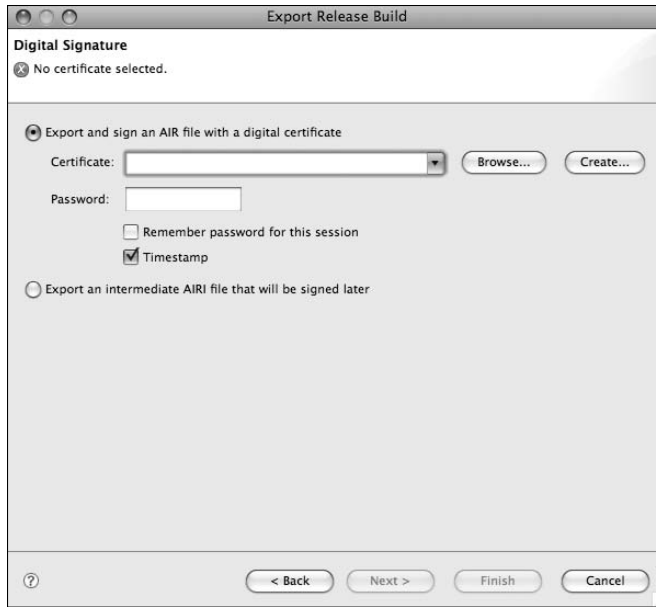 Export Release Build
Digital Signature
No certificate selected.
Export and sign an AIR file with a digital certificate
Certificate: Browse... Create...
Password:
Remember password for this session
Timestamp
Export an intermediate AIRI file that will be signed later
? < Back Next > Finish Cancel